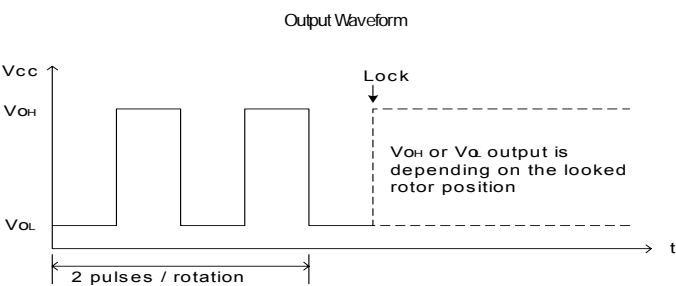 Output Waveform
Vcc
Lock
VOH
VOH or VOL output is
depending on the looked
rotor position
VOL
t
2 pulses / rotation